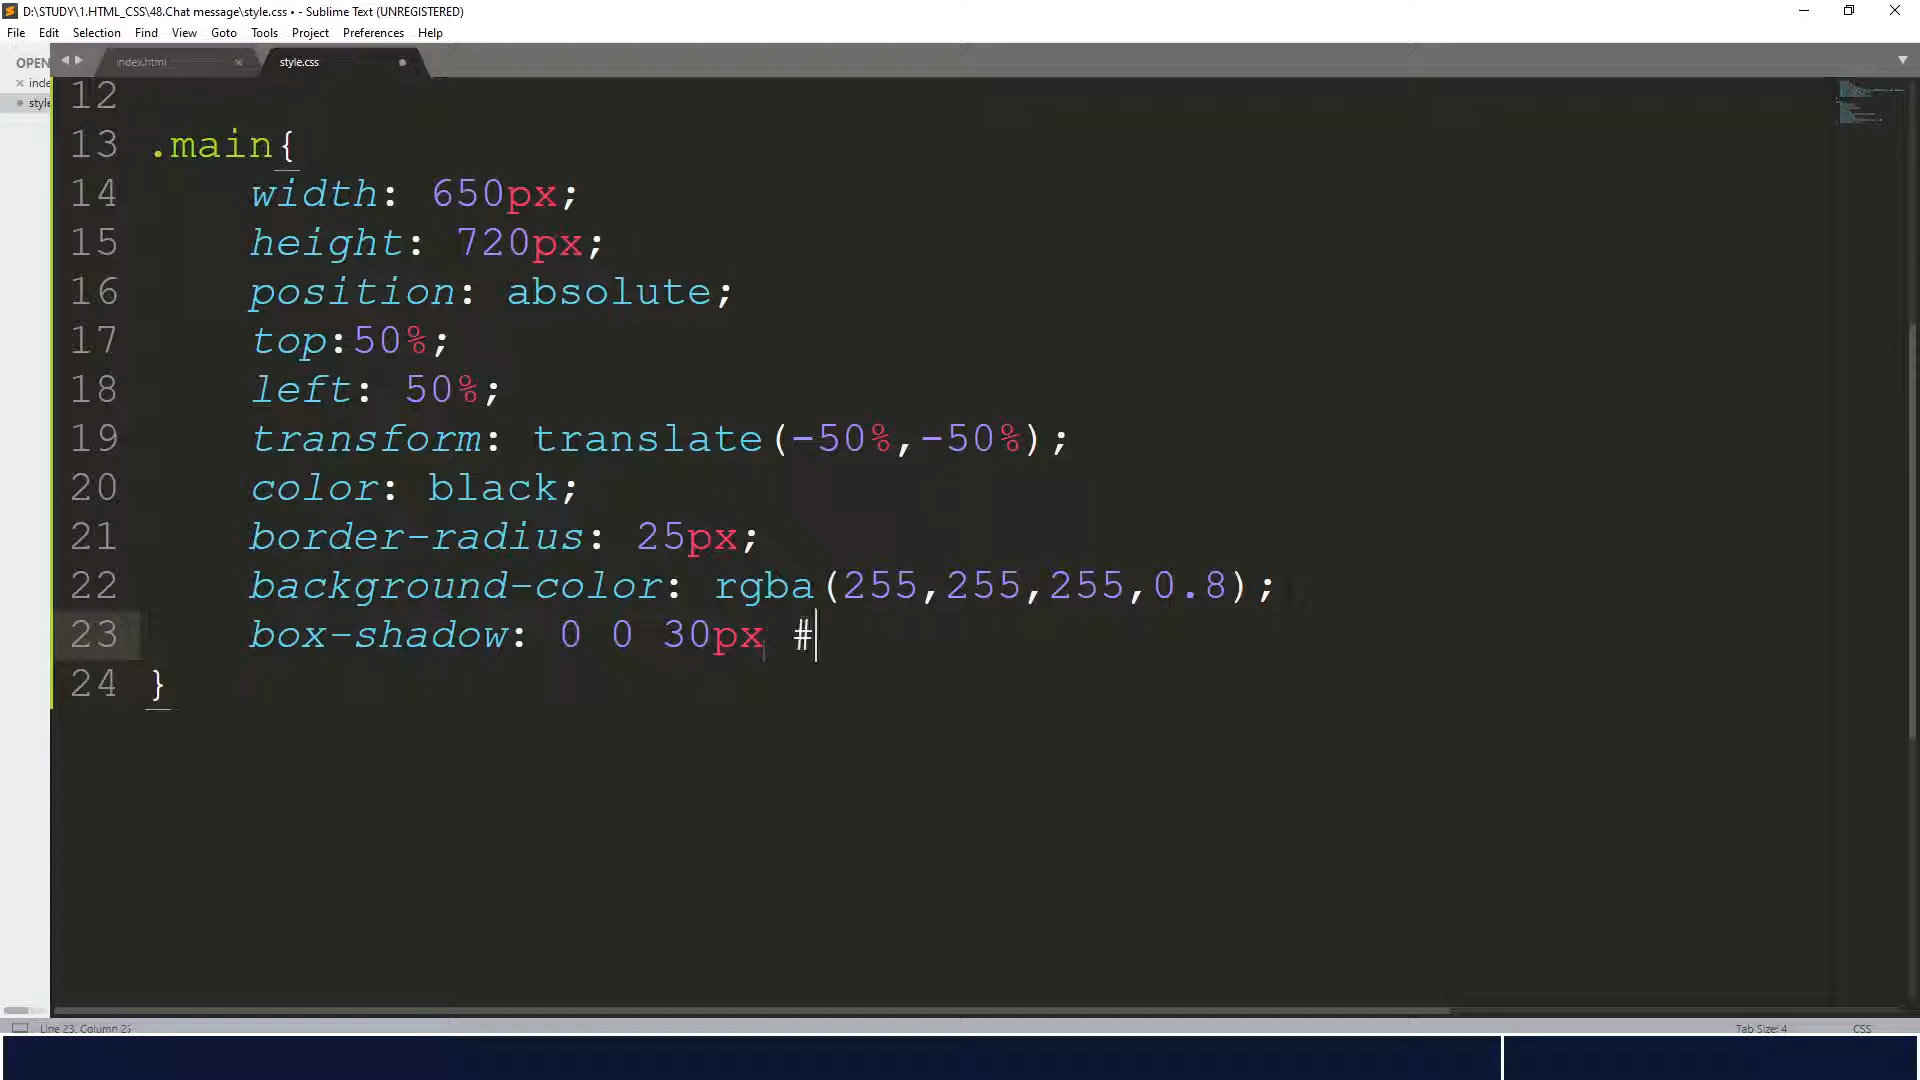 D:\STUDY\1.HTML_CSS\48.Chat message\style.css • - Sublime Text (UNREGISTERED)
File Edit Selection Find View Goto Tools Project Preferences Help
OPEN
index.html
style.css
inde
style
12
13 .main{
14 width: 650px;
15 height: 720px;
16 position: absolute;
17 top:50%;
18 left: 50%;
19 transform: translate(-50%,-50%);
20 color: black;
21 border-radius: 25px;
22 background-color: rgba(255,255,255,0.8);
23 box-shadow: 0 0 30px #
24 }
Line 23, Column 25
Tab Size: 4
CSS